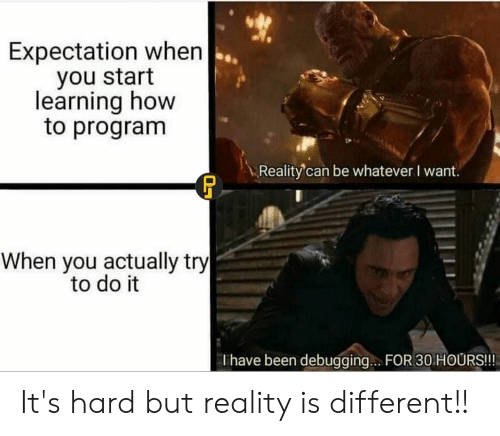 Expectation when
you start
learning how
to program
Reality can be whatever I want.
When you actually try
to do it
I have been debugging... FOR 30 HOURS!!!
It's hard but reality is different!!